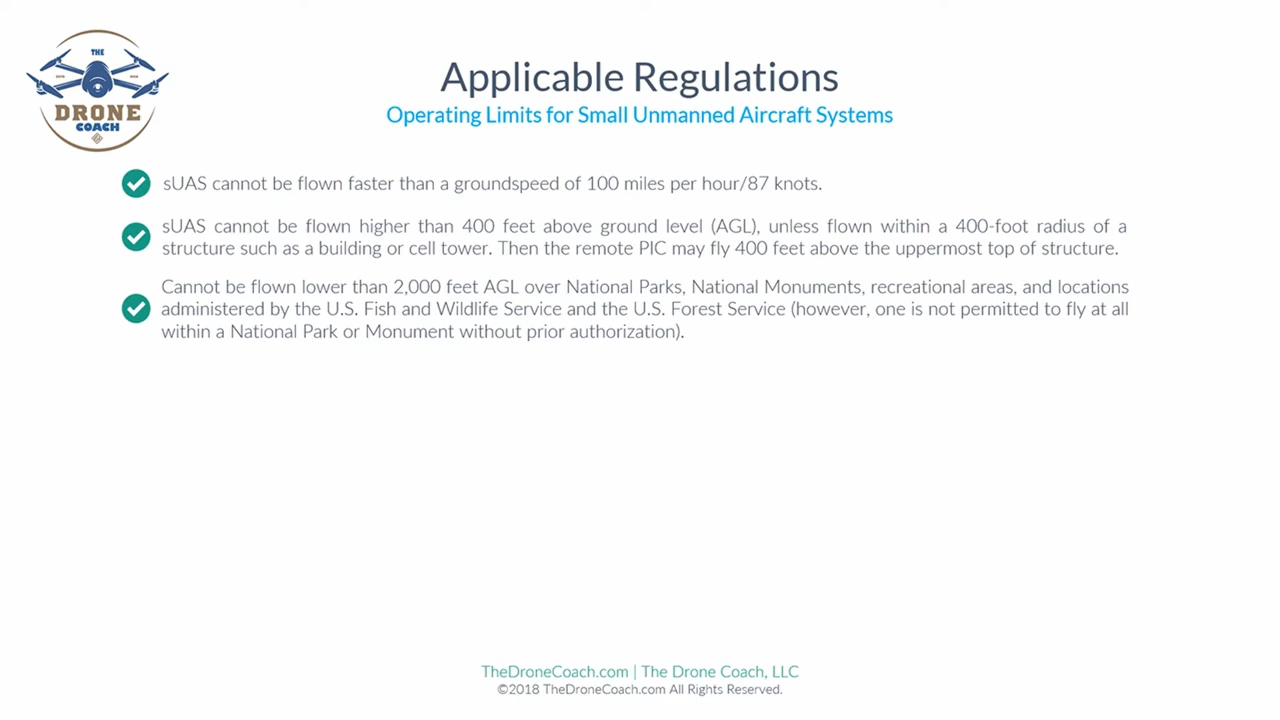 THE
DRONE
COACH
Applicable Regulations
Operating Limits for Small Unmanned Aircraft Systems
sUAS cannot be flown faster than a groundspeed of 100 miles per hour/87 knots.
sUAS cannot be flown higher than 400 feet above ground level (AGL), unless flown within a 400-foot radius of a
structure such as a building or cell tower. Then the remote PIC may fly 400 feet above the uppermost top of structure.
Cannot be flown lower than 2,000 feet AGL over National Parks, National Monuments, recreational areas, and locations
administered by the U.S. Fish and Wildlife Service and the U.S. Forest Service (however, one is not permitted to fly at all
within a National Park or Monument without prior authorization).
TheDroneCoach.com | The Drone Coach, LLC
©2018 TheDroneCoach.com All Rights Reserved.